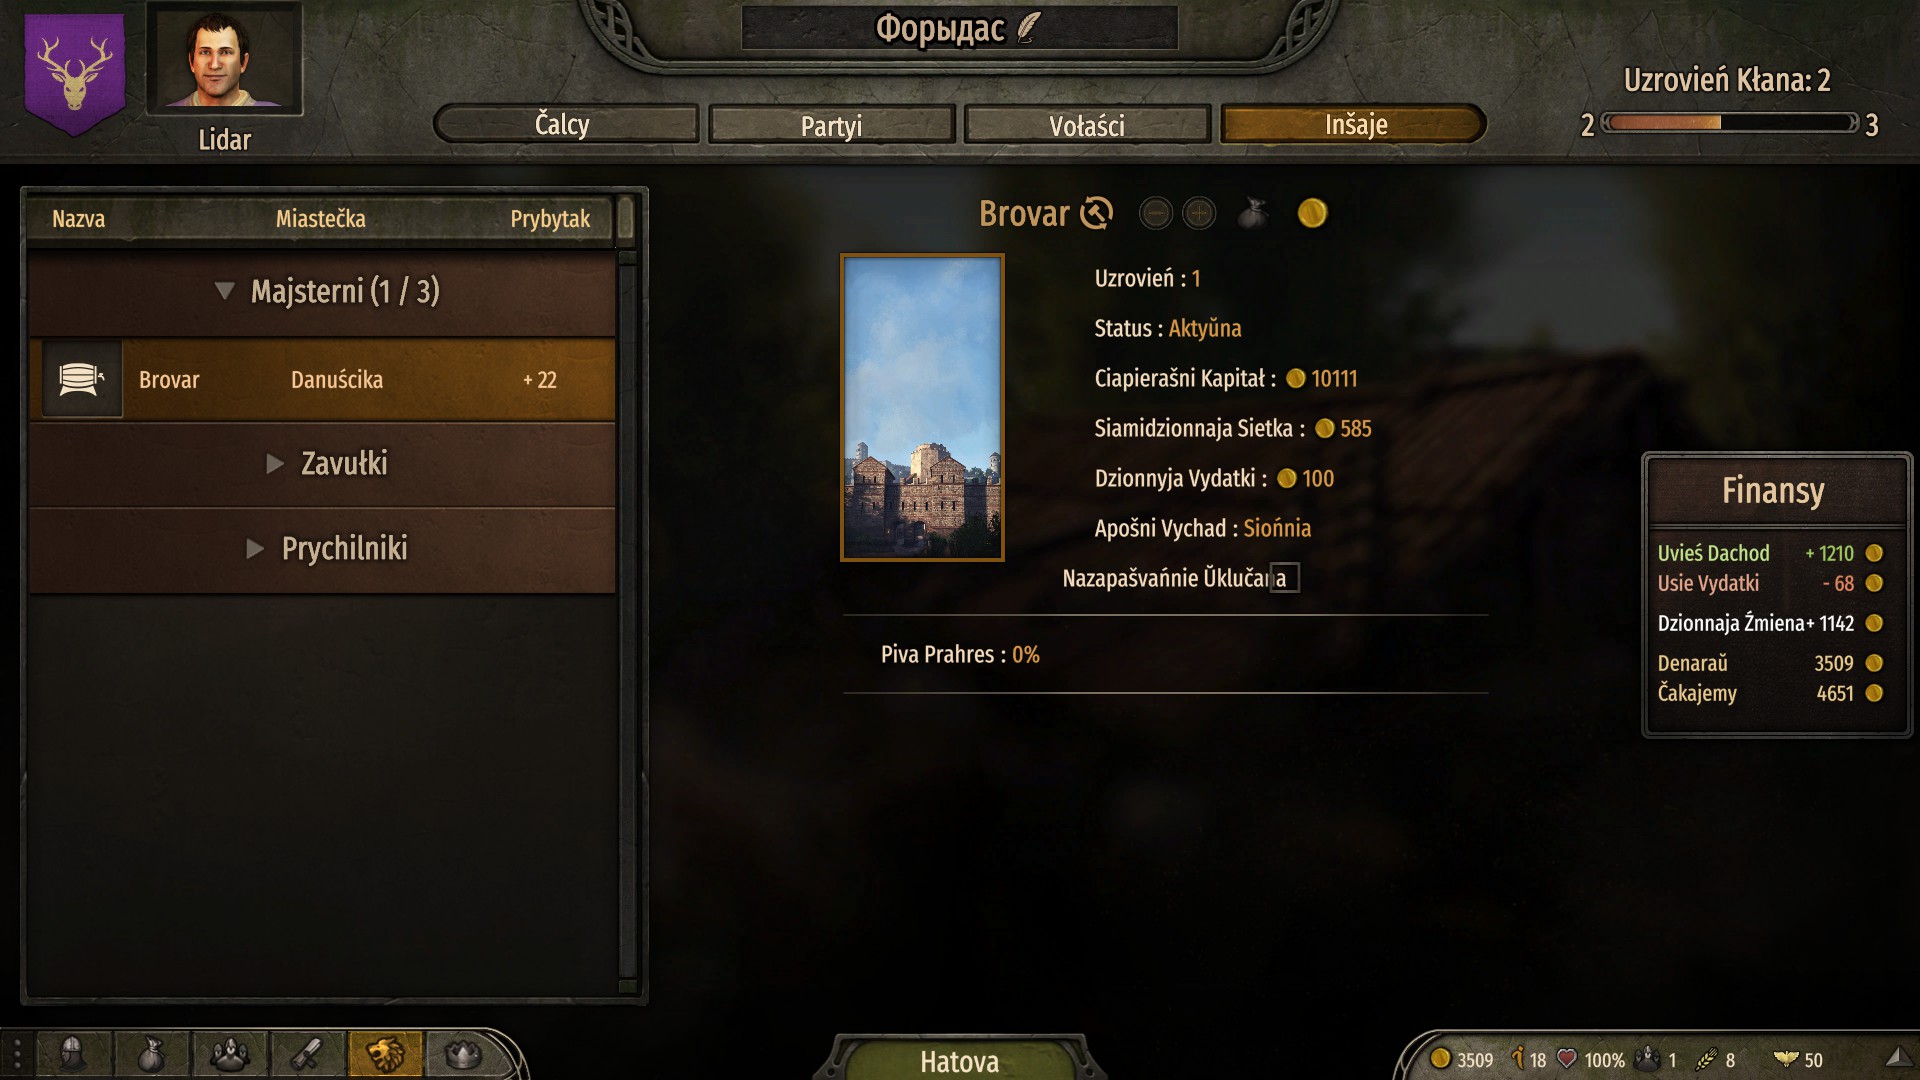 Форыдас
Lidar
Čalcy
Partyi
Vołaści
Inšaje
Uzrovień Kłana: 2
2
3
Nazva
Miastečka
Prybytak
Majsterni (1 / 3)
Brovar
Danuścika
+ 22
Zavułki
Prychilniki
Brovar
Uzrovień : 1
Status : Aktyŭna
Ciapierašni Kapitał : 10111
Siamidzionnaja Sietka : 585
Dzionnyja Vydatki : 100
Apošni Vychad : Siońnia
Nazapašvańnie Ŭklučana
Piva Prahres : 0%
Finansy
Uvieś Dachod + 1210
Usie Vydatki - 68
Dzionnaja Źmiena+ 1142
Denaraŭ 3509
Čakajemy 4651
Hatova
3509
18
100%
1
8
50